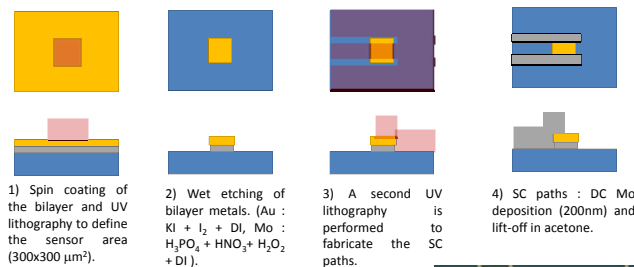 1) Spin coating of
the bilayer and UV
lithography to define
the sensor area
(300x300 μm²).
2) Wet etching of
bilayer metals. (Au :
KI + I₂ + DI, Mo :
H₃PO₄ + HNO₃+ H₂O₂
+ DI ).
3) A second UV
lithography is
performed to
fabricate the SC
paths.
4) SC paths : DC Mo
deposition (200nm) and
lift-off in acetone.